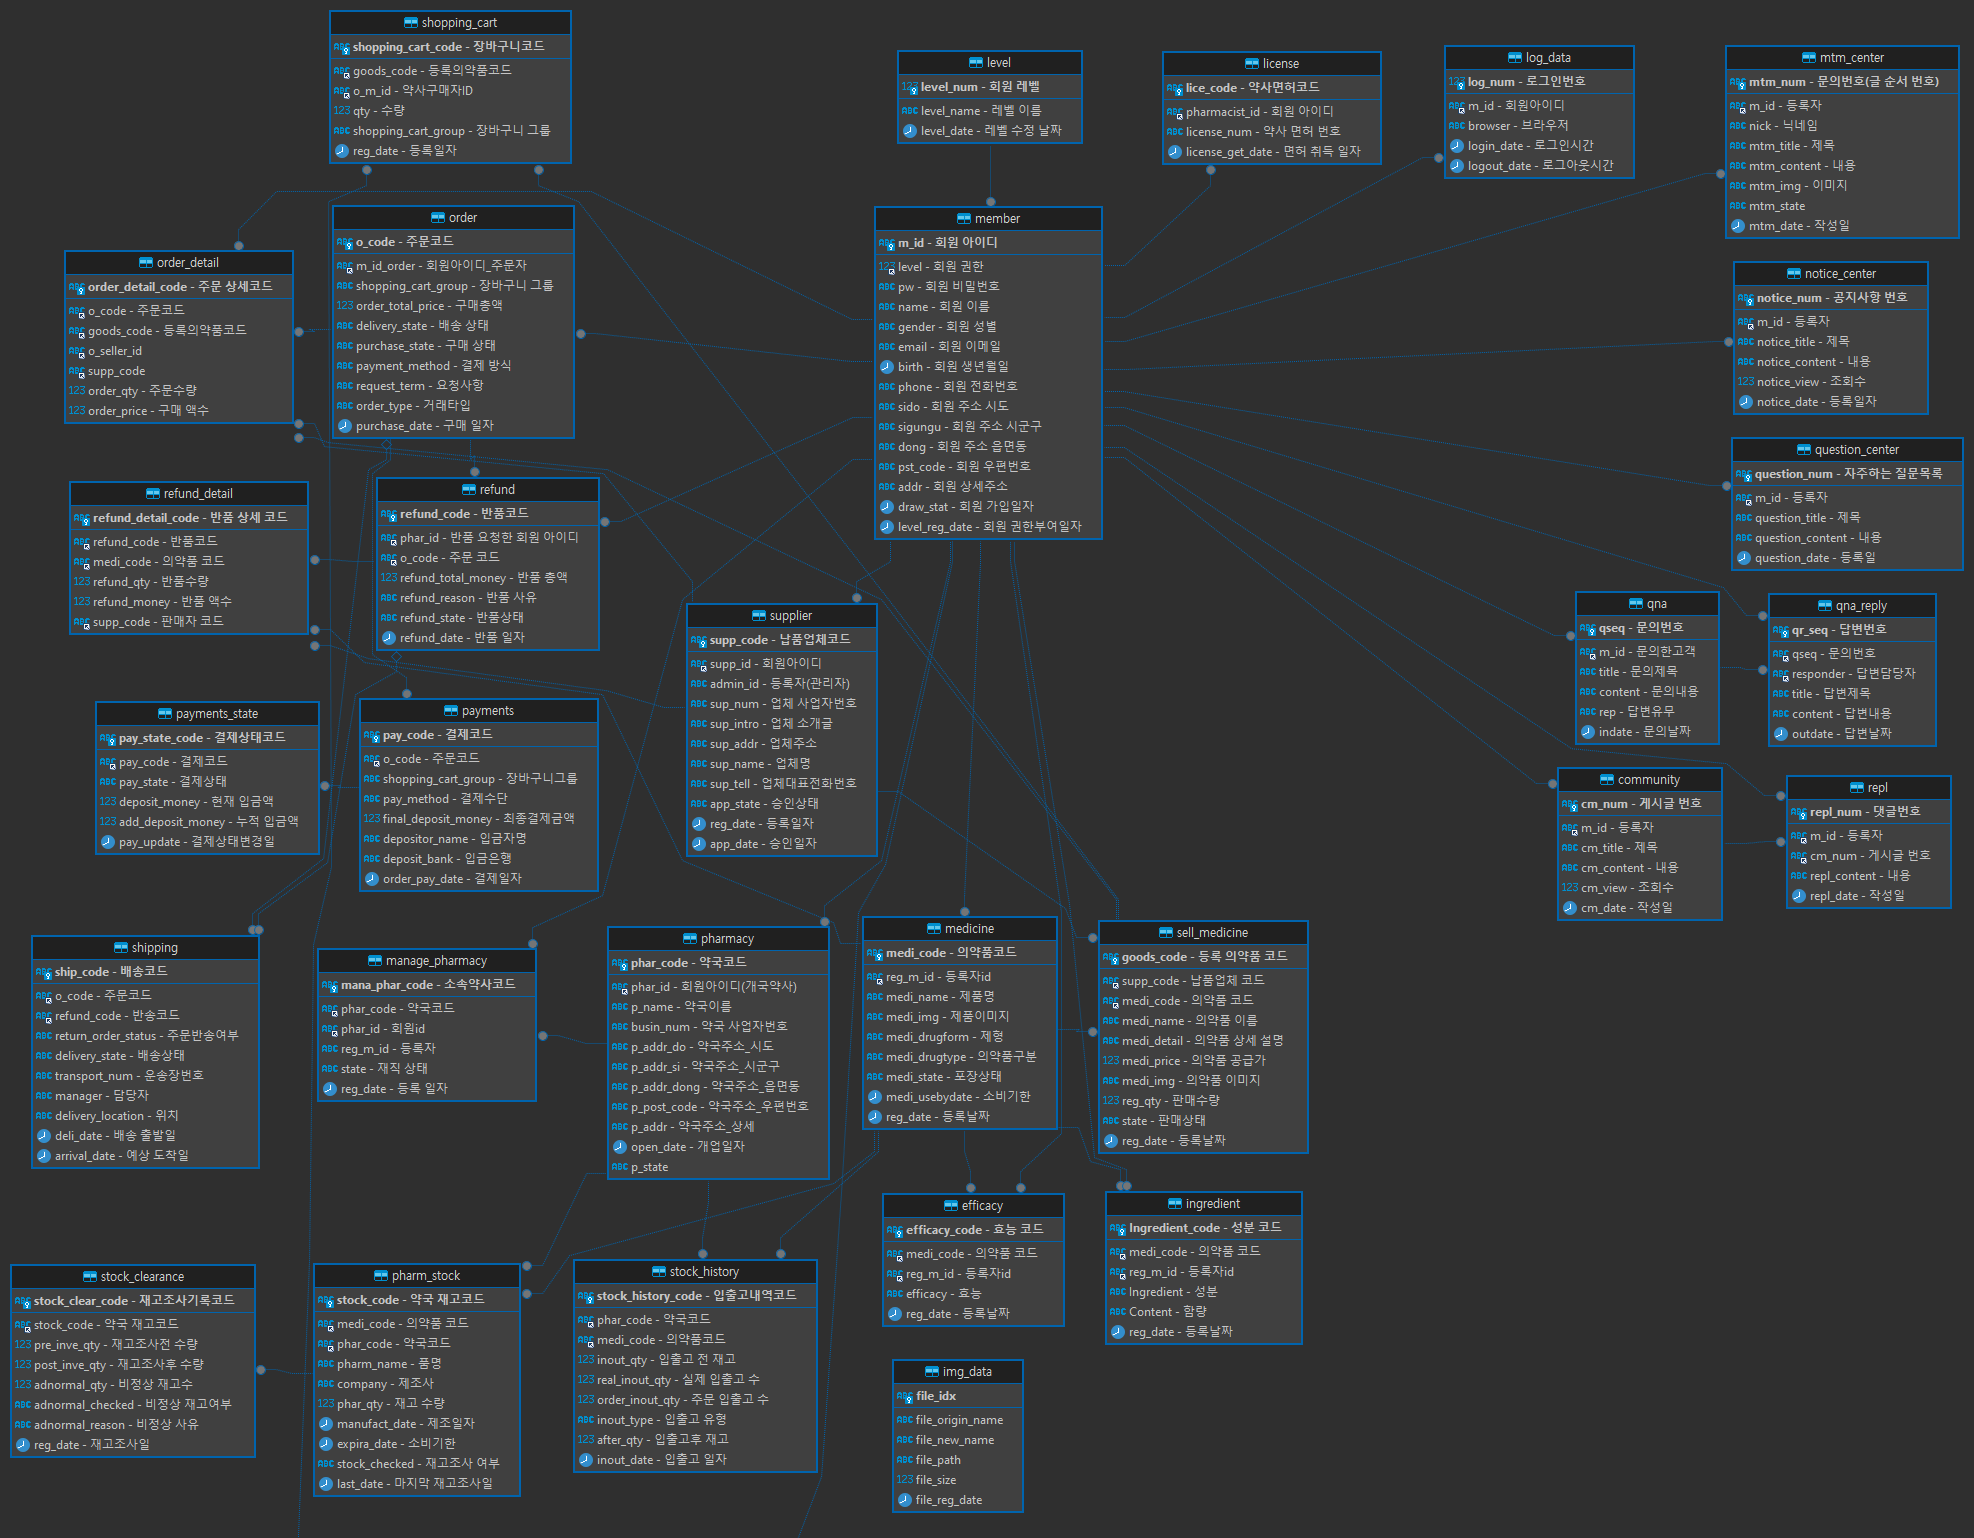 shopping_cart
shopping_cart_code - 장바구니코드
goods_code - 등록의약품코드
o_m_id - 약사구매자ID
qty - 수량
shopping_cart_group - 장바구니 그룹
reg_date - 등록일자
level
level_num - 회원 레벨
level_name - 레벨 이름
level_date - 레벨 수정 날짜
license
lice_code - 약사면허코드
pharmacist_id - 회원 아이디
license_num - 약사 면허 번호
license_get_date - 면허 취득 일자
log_data
log_num - 로그인번호
m_id - 회원아이디
browser - 브라우저
login_date - 로그인시간
logout_date - 로그아웃시간
mtm_center
mtm_num - 문의번호(글 순서 번호)
m_id - 등록자
nick - 닉네임
mtm_title - 제목
mtm_content - 내용
mtm_img - 이미지
mtm_state
mtm_date - 작성일
order
o_code - 주문코드
m_id_order - 회원아이디_주문자
shopping_cart_group - 장바구니 그룹
order_total_price - 구매총액
delivery_state - 배송 상태
purchase_state - 구매 상태
payment_method - 결제 방식
request_term - 요청사항
order_type - 거래타입
purchase_date - 구매 일자
member
m_id - 회원 아이디
level - 회원 권한
pw - 회원 비밀번호
name - 회원 이름
gender - 회원 성별
email - 회원 이메일
birth - 회원 생년월일
phone - 회원 전화번호
sido - 회원 주소 시도
sigungu - 회원 주소 시군구
dong - 회원 주소 읍면동
pst_code - 회원 우편번호
addr - 회원 상세주소
draw_stat - 회원 가입일자
level_reg_date - 회원 권한부여일자
order_detail
order_detail_code - 주문 상세코드
o_code - 주문코드
goods_code - 등록의약품코드
o_seller_id
supp_code
order_qty - 주문수량
order_price - 구매 액수
notice_center
notice_num - 공지사항 번호
m_id - 등록자
notice_title - 제목
notice_content - 내용
notice_view - 조회수
notice_date - 등록일자
question_center
question_num - 자주하는 질문목록
m_id - 등록자
question_title - 제목
question_content - 내용
question_date - 등록일
refund_detail
refund_detail_code - 반품 상세 코드
refund_code - 반품코드
medi_code - 의약품 코드
refund_qty - 반품수량
refund_money - 반품 액수
supp_code - 판매자 코드
refund
refund_code - 반품코드
phar_id - 반품 요청한 회원 아이디
o_code - 주문 코드
refund_total_money - 반품 총액
refund_reason - 반품 사유
refund_state - 반품상태
refund_date - 반품 일자
supplier
supp_code - 납품업체코드
supp_id - 회원아이디
admin_id - 등록자(관리자)
sup_num - 업체 사업자번호
sup_intro - 업체 소개글
sup_addr - 업체주소
sup_name - 업체명
sup_tell - 업체대표전화번호
app_state - 승인상태
reg_date - 등록일자
app_date - 승인일자
qna
qseq - 문의번호
m_id - 문의한고객
title - 문의제목
content - 문의내용
rep - 답변유무
indate - 문의날짜
qna_reply
qr_seq - 답변번호
qseq - 문의번호
responder - 답변담당자
title - 답변제목
content - 답변내용
outdate - 답변날짜
payments_state
pay_state_code - 결제상태코드
pay_code - 결제코드
pay_state - 결제상태
deposit_money - 현재 입금액
add_deposit_money - 누적 입금액
pay_update - 결제상태변경일
payments
pay_code - 결제코드
o_code - 주문코드
shopping_cart_group - 장바구니그룹
pay_method - 결제수단
final_deposit_money - 최종결제금액
depositor_name - 입금자명
deposit_bank - 입금은행
order_pay_date - 결제일자
community
cm_num - 게시글 번호
m_id - 등록자
cm_title - 제목
cm_content - 내용
cm_view - 조회수
cm_date - 작성일
repl
repl_num - 댓글번호
m_id - 등록자
cm_num - 게시글 번호
repl_content - 내용
repl_date - 작성일
shipping
ship_code - 배송코드
o_code - 주문코드
refund_code - 반송코드
return_order_status - 주문반송여부
delivery_state - 배송상태
transport_num - 운송장번호
manager - 담당자
delivery_location - 위치
deli_date - 배송 출발일
arrival_date - 예상 도착일
manage_pharmacy
mana_phar_code - 소속약사코드
phar_code - 약국코드
phar_id - 회원id
reg_m_id - 등록자
state - 재직 상태
reg_date - 등록 일자
pharmacy
phar_code - 약국코드
phar_id - 회원아이디(개국약사)
p_name - 약국이름
busin_num - 약국 사업자번호
p_addr_do - 약국주소_시도
p_addr_si - 약국주소_시군구
p_addr_dong - 약국주소_읍면동
p_post_code - 약국주소_우편번호
p_addr - 약국주소_상세
open_date - 개업일자
p_state
medicine
medi_code - 의약품코드
reg_m_id - 등록자id
medi_name - 제품명
medi_img - 제품이미지
medi_drugform - 제형
medi_drugtype - 의약품구분
medi_state - 포장상태
medi_usebydate - 소비기한
reg_date - 등록날짜
sell_medicine
goods_code - 등록 의약품 코드
supp_code - 납품업체 코드
medi_code - 의약품 코드
medi_name - 의약품 이름
medi_detail - 의약품 상세 설명
medi_price - 의약품 공급가
medi_img - 의약품 이미지
reg_qty - 판매수량
state - 판매상태
reg_date - 등록날짜
efficacy
efficacy_code - 효능 코드
medi_code - 의약품 코드
reg_m_id - 등록자id
efficacy - 효능
reg_date - 등록날짜
ingredient
Ingredient_code - 성분 코드
medi_code - 의약품 코드
reg_m_id - 등록자id
Ingredient - 성분
Content - 함량
reg_date - 등록날짜
stock_clearance
stock_clear_code - 재고조사기록코드
stock_code - 약국 재고코드
pre_inve_qty - 재고조사전 수량
post_inve_qty - 재고조사후 수량
adnormal_qty - 비정상 재고수
adnormal_checked - 비정상 재고여부
adnormal_reason - 비정상 사유
reg_date - 재고조사일
pharm_stock
stock_code - 약국 재고코드
medi_code - 의약품 코드
phar_code - 약국코드
pharm_name - 품명
company - 제조사
phar_qty - 재고 수량
manufact_date - 제조일자
expira_date - 소비기한
stock_checked - 재고조사 여부
last_date - 마지막 재고조사일
stock_history
stock_history_code - 입출고내역코드
phar_code - 약국코드
medi_code - 의약품코드
inout_qty - 입출고 전 재고
real_inout_qty - 실제 입출고 수
order_inout_qty - 주문 입출고 수
inout_type - 입출고 유형
after_qty - 입출고후 재고
inout_date - 입출고 일자
img_data
file_idx
file_origin_name
file_new_name
file_path
file_size
file_reg_date